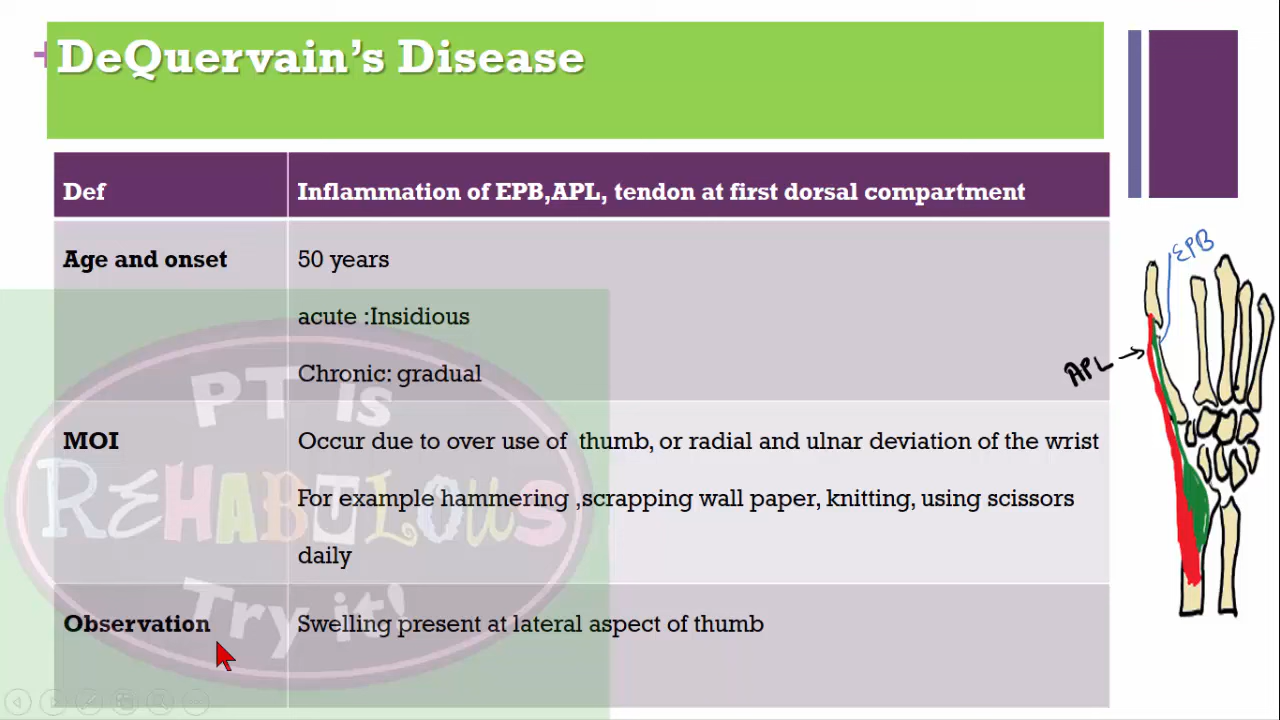 DeQuervain's Disease
Def
Inflammation of EPB,APL, tendon at first dorsal compartment
Age and onset
50 years
acute :Insidious
Chronic: gradual
MOI
Occur due to over use of  thumb, or radial and ulnar deviation of the wrist
For example hammering ,scrapping wall paper, knitting, using scissors
daily
Observation
Swelling present at lateral aspect of thumb
EPB
APL
PT is
REHABULOUS
Try it!